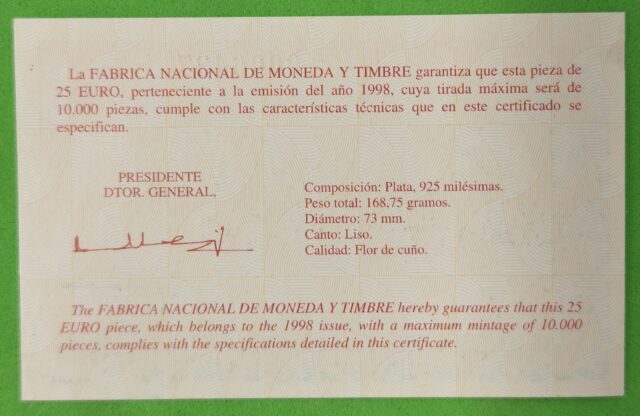 La FABRICA NACIONAL DE MONEDA Y TIMBRE garantiza que esta pieza de
25 EURO, perteneciente a la emisión del año 1998, cuya tirada máxima será de
10.000 piezas, cumple con las características técnicas que en este certificado se
especifican.
PRESIDENTE
DTOR. GENERAL,
Composición: Plata, 925 milésimas.
Peso total: 168,75 gramos.
Diámetro: 73 mm.
Canto: Liso.
Calidad: Flor de cuño.
The FABRICA NACIONAL DE MONEDA Y TIMBRE hereby guarantees that this 25
EURO piece, which belongs to the 1998 issue, with a maximum mintage of 10.000
pieces, complies with the specifications detailed in this certificate.